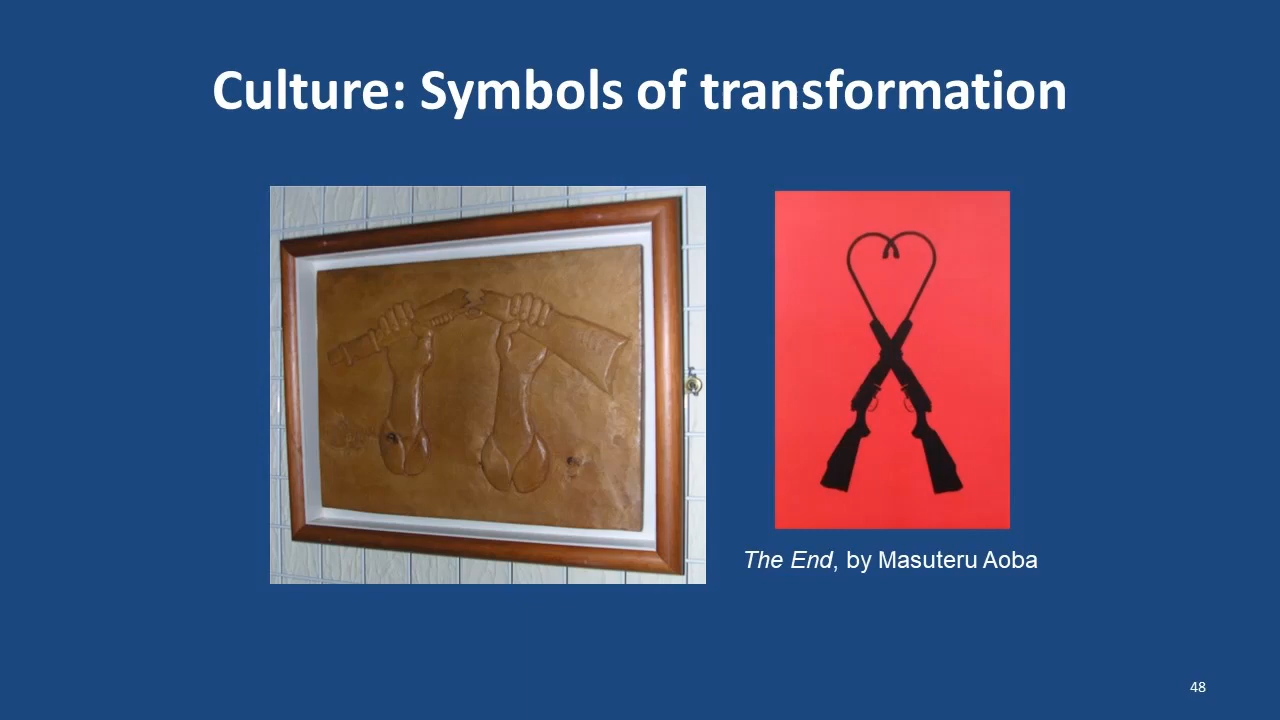 Culture: Symbols of transformation
The End, by Masuteru Aoba
48